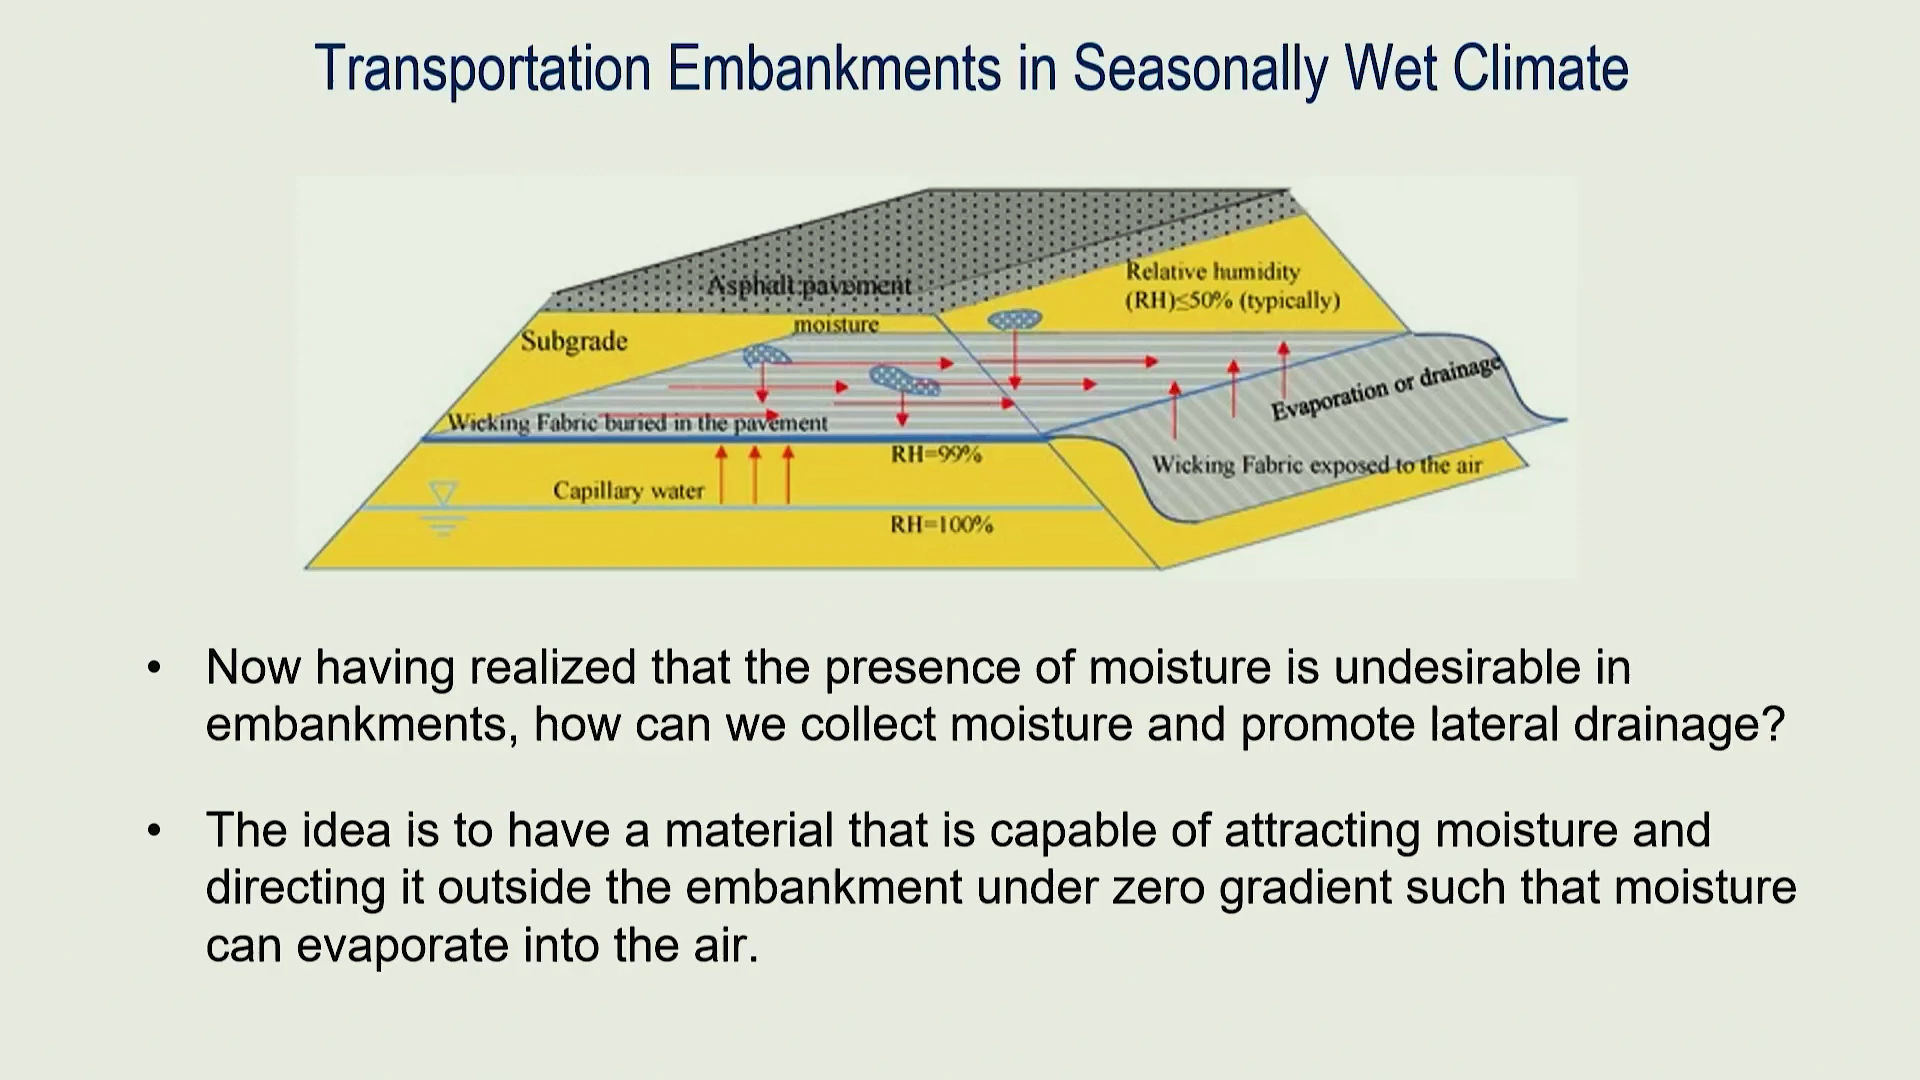 Transportation Embankments in Seasonally Wet Climate
Relative humidity
(RH)≤50% (typically)
Asphalt pavement
moisture
Subgrade
Evaporation or drainage
Wicking Fabric buried in the pavement
RH=99%
Wicking Fabric exposed to the air
Capillary water
RH=100%
• Now having realized that the presence of moisture is undesirable in
embankments, how can we collect moisture and promote lateral drainage?
• The idea is to have a material that is capable of attracting moisture and
directing it outside the embankment under zero gradient such that moisture
can evaporate into the air.